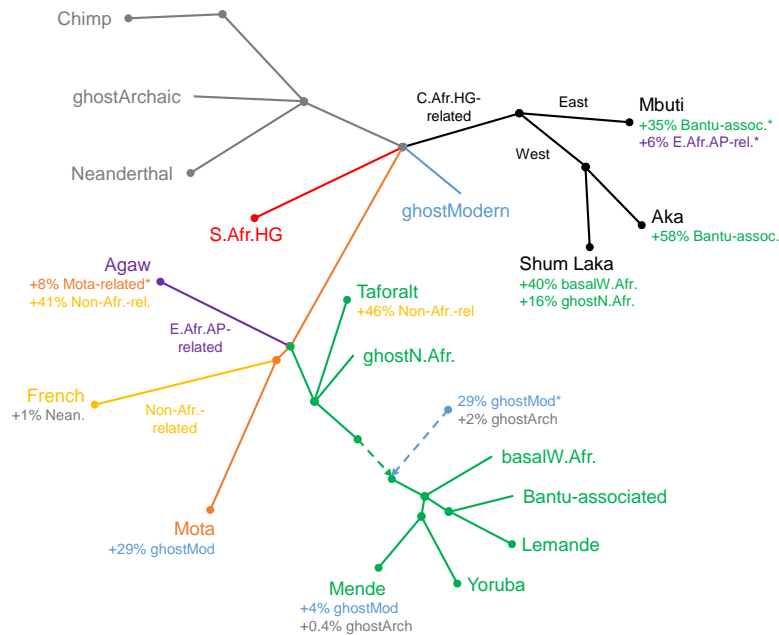 Chimp
ghostArchaic
Neanderthal
C.Afr.HG-
related
East
West
Mbuti
+35% Bantu-assoc.*
+6% E.Afr.AP-rel.*
Aka
+58% Bantu-assoc.
Shum Laka
+40% basalW.Afr.
+16% ghostN.Afr.
ghostModern
S.Afr.HG
Agaw
+8% Mota-related*
+41% Non-Afr.-rel.
E.Afr.AP-
related
Taforalt
+46% Non-Afr.-rel
ghostN.Afr.
French
+1% Nean.
Non-Afr.-
related
29% ghostMod*
+2% ghostArch
basalW.Afr.
Bantu-associated
Lemande
Mota
+29% ghostMod
Mende
+4% ghostMod
+0.4% ghostArch
Yoruba